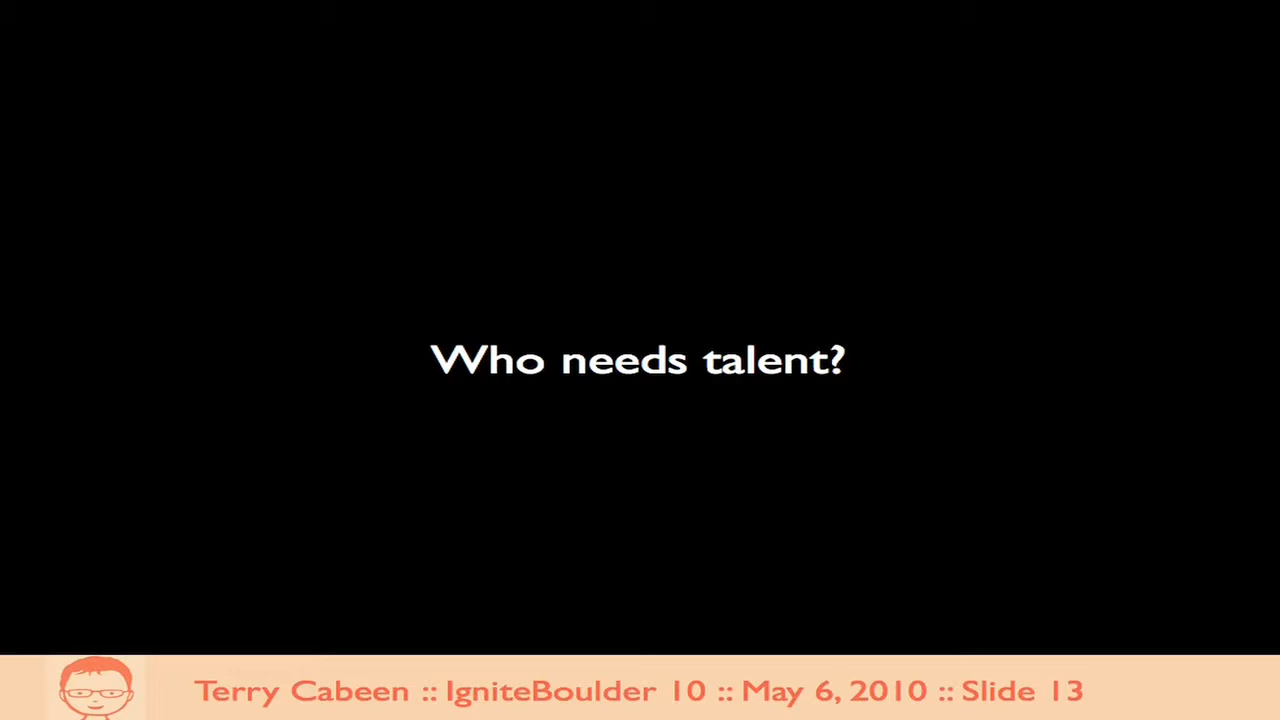 Who needs talent?
Terry Cabeen :: IgniteBoulder 10 :: May 6, 2010 :: Slide 13